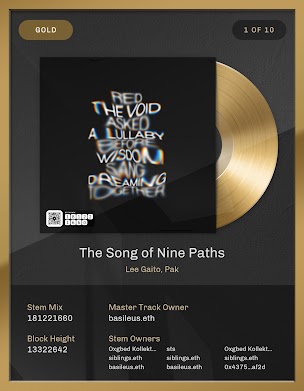 GOLD
1 OF 10
RED
THE VOID
ASKED
A LULLABY
BEFORE
WISDOM
SANG
DREAMING
TOGETHER
The Song of Nine Paths
Lee Gaito, Pak
Stem Mix
181221660
Master Track Owner
basileus.eth
Block Height
13322642
Stem Owners
Oxgbed Kollekt... sts Oxgbed Kollekt...
siblings.eth siblings.eth siblings.eth
basileus.eth basileus.eth 0x4375...af2d